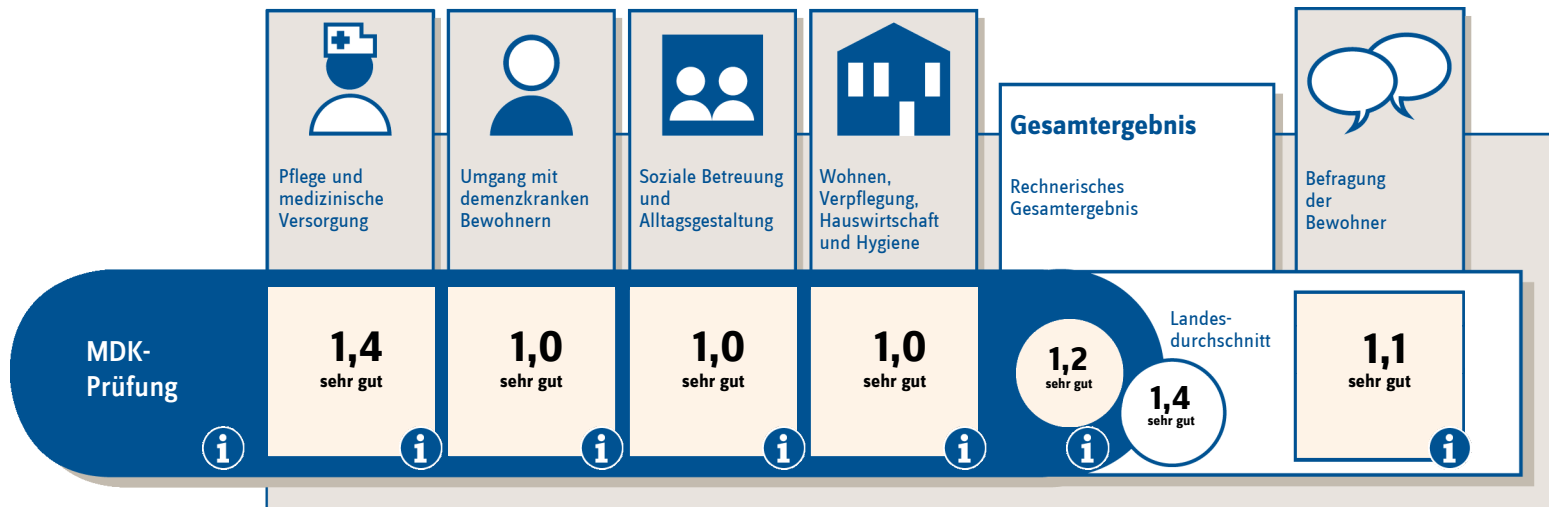 Pflege und
medizinische
Versorgung
Umgang mit
demenzkranken
Bewohnern
Soziale Betreuung
und
Alltagsgestaltung
Wohnen,
Verpflegung,
Hauswirtschaft
und Hygiene
Gesamtergebnis
Rechnerisches
Gesamtergebnis
Befragung
der
Bewohner
MDK-
Prüfung
i
1,4
sehr gut
i
1,0
sehr gut
i
1,0
sehr gut
i
1,0
sehr gut
i
1,2
sehr gut
i
Landes-
durchschnitt
1,4
sehr gut
1,1
sehr gut
i